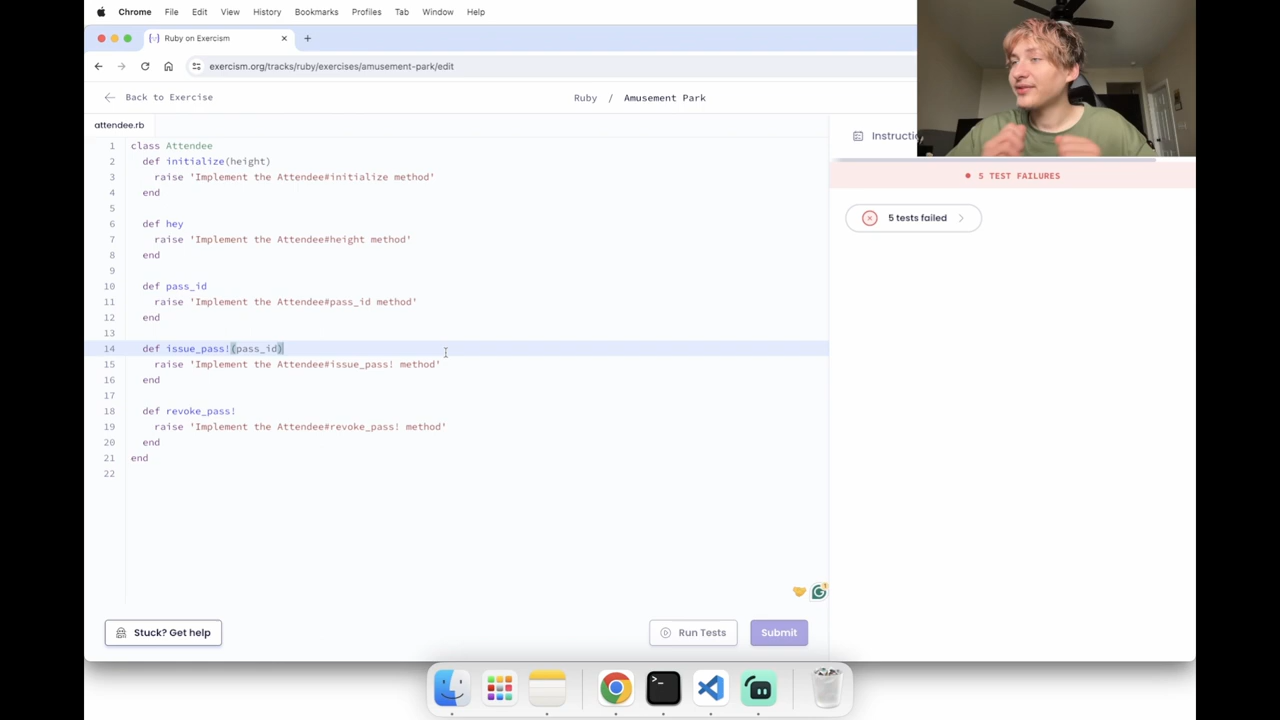 Chrome File Edit View History Bookmarks Profiles Tab Window Help
Ruby on Exercism
exercism.org/tracks/ruby/exercises/amusement-park/edit
Back to Exercise
Ruby / Amusement Park
attendee.rb
Instructi
1 class Attendee
2 def initialize(height)
3 raise 'Implement the Attendee#initialize method'
4 end
5
6 def hey
7 raise 'Implement the Attendee#height method'
8 end
9
10 def pass_id
11 raise 'Implement the Attendee#pass_id method'
12 end
13
14 def issue_pass!(pass_id)
15 raise 'Implement the Attendee#issue_pass! method'
16 end
17
18 def revoke_pass!
19 raise 'Implement the Attendee#revoke_pass! method'
20 end
21 end
22
5 TEST FAILURES
5 tests failed
Stuck? Get help
Run Tests
Submit